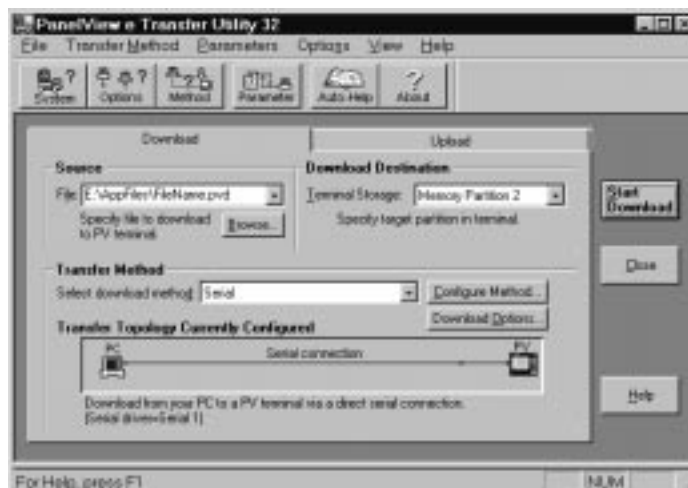 PanelView e Transfer Utility 32
File Transfer Method Parameters Options View Help
System Options Method Parameter Auto-Help About
Download Upload
Source
File: E:\AppFiles\FileName.pvd
Specify file to download
to PV terminal.
Browse...
Download Destination
Terminal Storage: Memory Partition 2
Specify target partition in terminal.
Start
Download
Close
Transfer Method
Select download method: Serial
Configure Method...
Download Options...
Transfer Topology Currently Configured
PC Serial connection PV
Download from your PC to a PV terminal via a direct serial connection.
(Serial driver=Serial 1)
Help
For Help, press F1 NUM